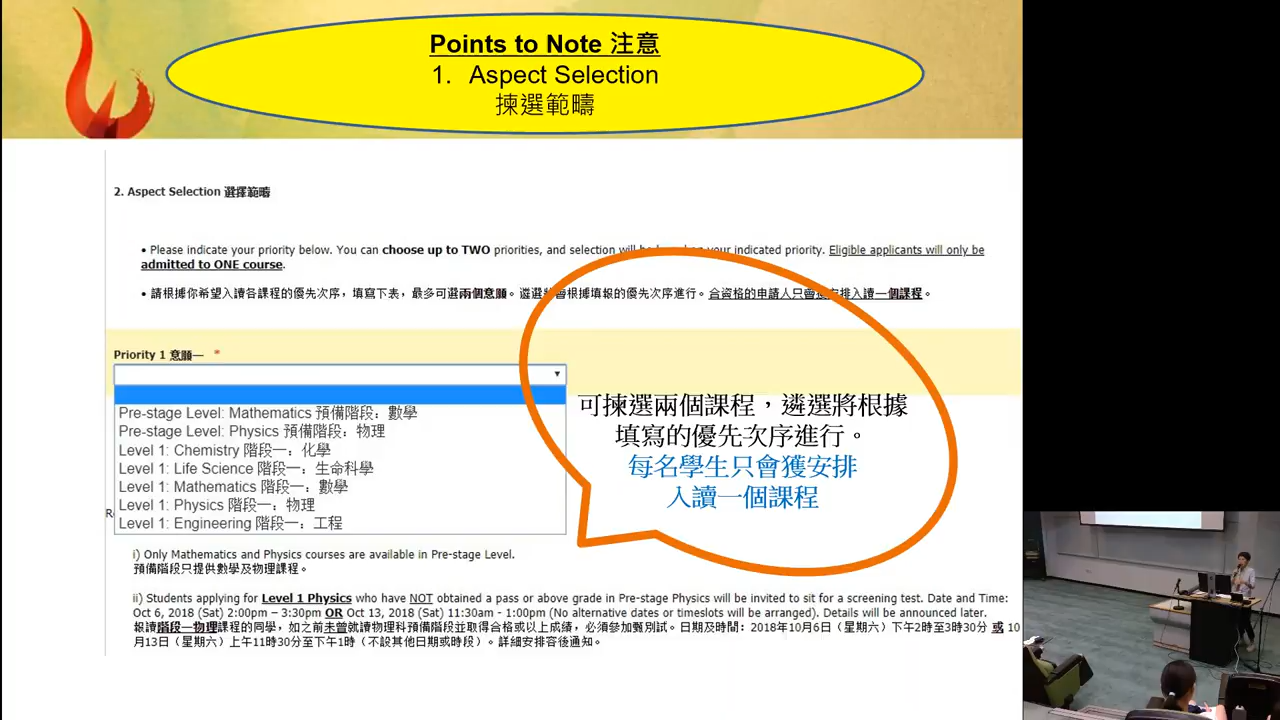 Points to Note 注意
1. Aspect Selection
揀選範疇
2. Aspect Selection 選擇範疇
• Please indicate your priority below. You can choose up to TWO priorities, and selection will be based on your indicated priority. Eligible applicants will only be
admitted to ONE course.
• 請根據你希望入讀各課程的優先次序，填寫下表，最多可選兩個意願。遴選將會根據填報的優先次序進行。合資格的申請人只會獲安排入讀一個課程。
Priority 1 意願一 *
Pre-stage Level: Mathematics 預備階段：數學
Pre-stage Level: Physics 預備階段：物理
Level 1: Chemistry 階段一：化學
Level 1: Life Science 階段一：生命科學
Level 1: Mathematics 階段一：數學
Level 1: Physics 階段一：物理
Level 1: Engineering 階段一：工程
可揀選兩個課程，遴選將根據
填寫的優先次序進行。
每名學生只會獲安排
入讀一個課程
i) Only Mathematics and Physics courses are available in Pre-stage Level.
預備階段只提供數學及物理課程。
ii) Students applying for Level 1 Physics who have NOT obtained a pass or above grade in Pre-stage Physics will be invited to sit for a screening test. Date and Time:
Oct 6, 2018 (Sat) 2:00pm – 3:30pm OR Oct 13, 2018 (Sat) 11:30am - 1:00pm (No alternative dates or timeslots will be arranged). Details will be announced later.
報讀階段一物理課程的同學，如之前未曾就讀物理科預備階段並取得合格或以上成績，必須參加甄別試。日期及時間：2018年10月6日（星期六）下午2時至3時30分 或 10
月13日（星期六）上午11時30分至下午1時（不設其他日期或時段）。詳細安排容後通知。